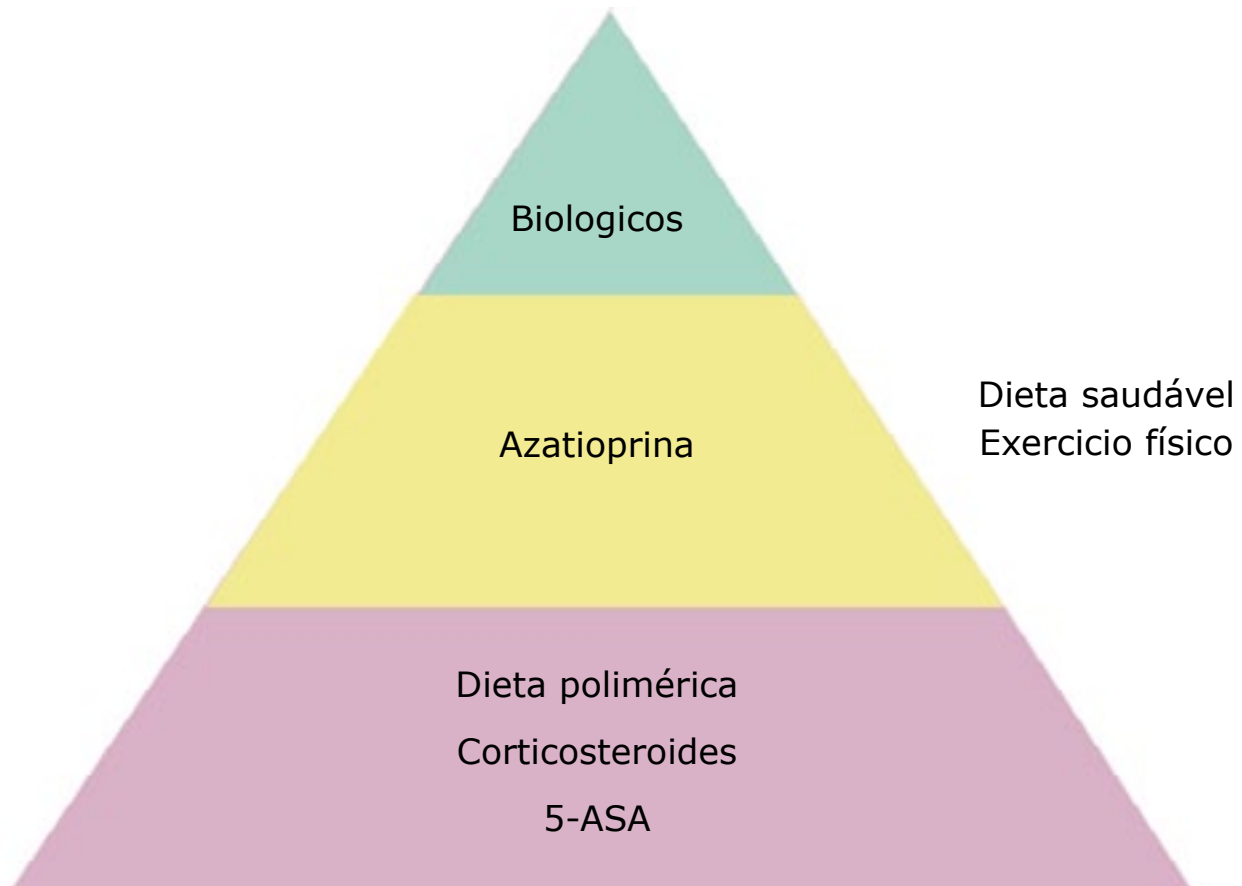 Biologicos
Dieta saudável
Exercicio físico
Azatioprina
Dieta polimérica
Corticosteroides
5-ASA